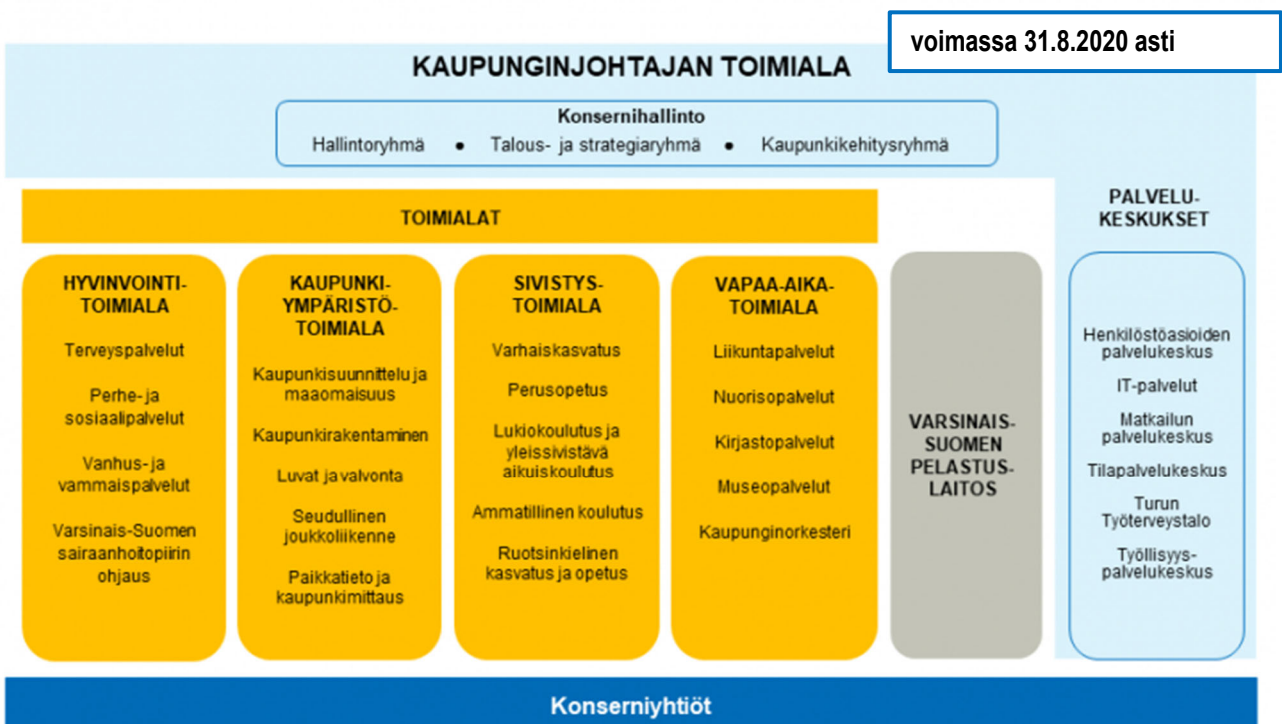 voimassa 31.8.2020 asti
KAUPUNGINJOHTAJAN TOIMIALA
Konsernihallinto
Hallintoryhmä • Talous- ja strategiaryhmä • Kaupunkikehitysryhmä
TOIMIALAT
HYVINVOINTI-
TOIMIALA
Terveyspalvelut
Perhe- ja
sosiaalipalvelut
Vanhus- ja
vammaispalvelut
Varsinais-Suomen
sairaanhoitopiirin
ohjaus
KAUPUNKI-
YMPÄRISTÖ-
TOIMIALA
Kaupunkisuunnittelu ja
maaomaisuus
Kaupunkirakentaminen
Luvat ja valvonta
Seudullinen
joukkoliikenne
Paikkatieto ja
kaupunkimittaus
SIVISTYS-
TOIMIALA
Varhaiskasvatus
Perusopetus
Lukiokoulutus ja
yleissivistävä
aikuiskoulutus
Ammatillinen koulutus
Ruotsinkielinen
kasvatus ja opetus
VAPAA-AIKA-
TOIMIALA
Liikuntapalvelut
Nuorisopalvelut
Kirjastopalvelut
Museopalvelut
Kaupunginorkesteri
VARSINAIS-
SUOMEN
PELASTUS-
LAITOS
PALVELU-
KESKUKSET
Henkilöstöasioiden
palvelukeskus
IT-palvelut
Matkailun
palvelukeskus
Tilapalvelukeskus
Turun
Työterveystalo
Työllisyys-
palvelukeskus
Konserniyhtiöt